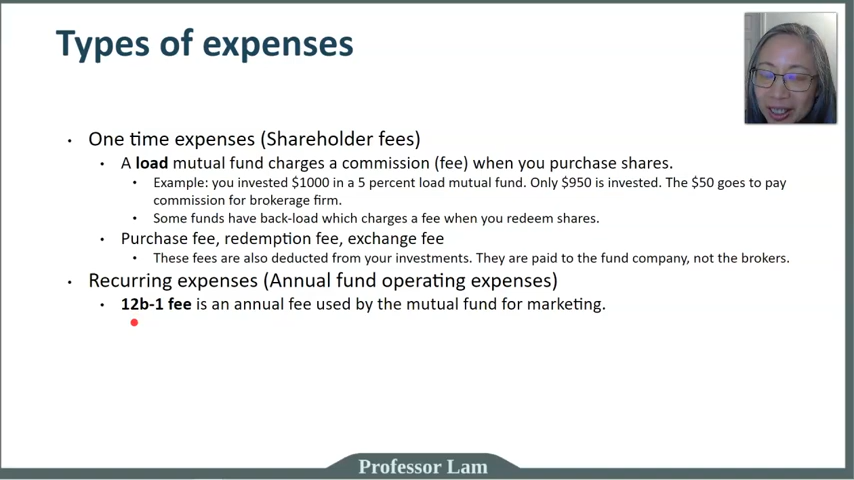 Types of expenses
• One time expenses (Shareholder fees)
• A load mutual fund charges a commission (fee) when you purchase shares.
• Example: you invested $1000 in a 5 percent load mutual fund. Only $950 is invested. The $50 goes to pay
commission for brokerage firm.
• Some funds have back-load which charges a fee when you redeem shares.
• Purchase fee, redemption fee, exchange fee
• These fees are also deducted from your investments. They are paid to the fund company, not the brokers.
• Recurring expenses (Annual fund operating expenses)
• 12b-1 fee is an annual fee used by the mutual fund for marketing.
Professor Lam